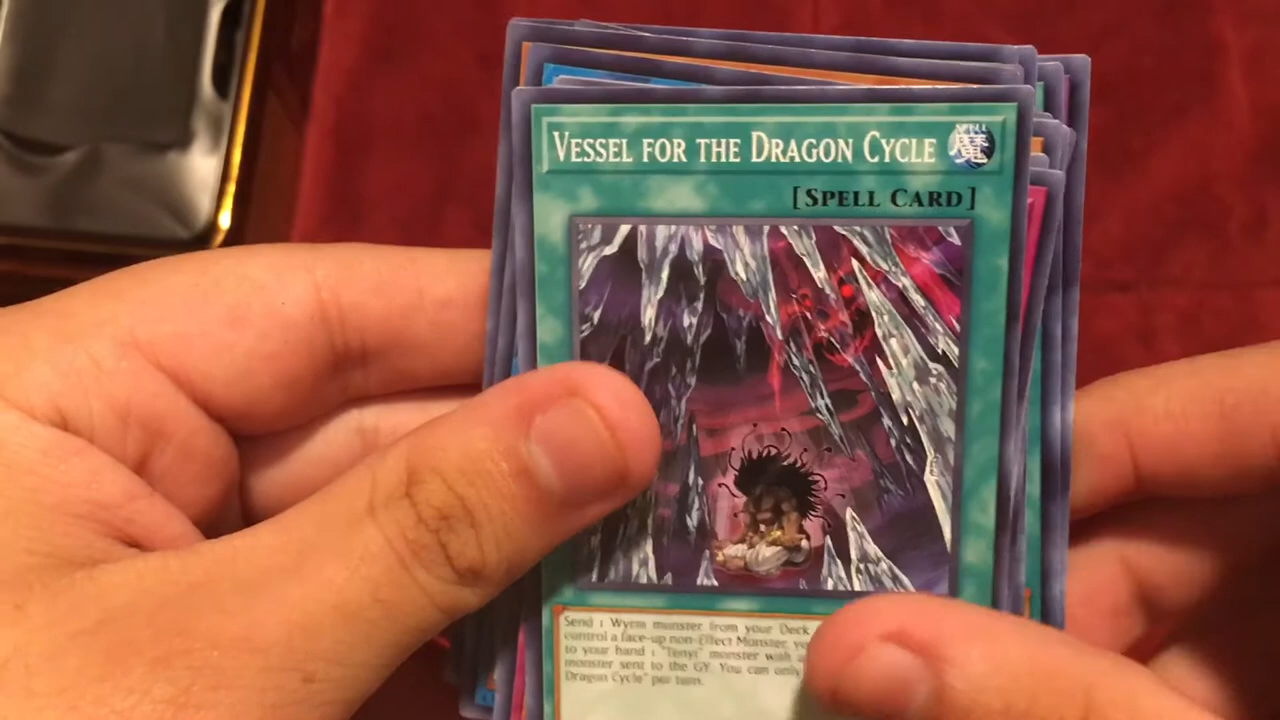 VESSEL FOR THE DRAGON CYCLE
SPELL
魔
[SPELL CARD]
Send 1 Wyrm monster from your Deck
control a face-up non-Effect Monster, yo
to your hand 1 "Tenyi" monster with a
monster sent to the GY. You can only
Dragon Cycle" per turn.